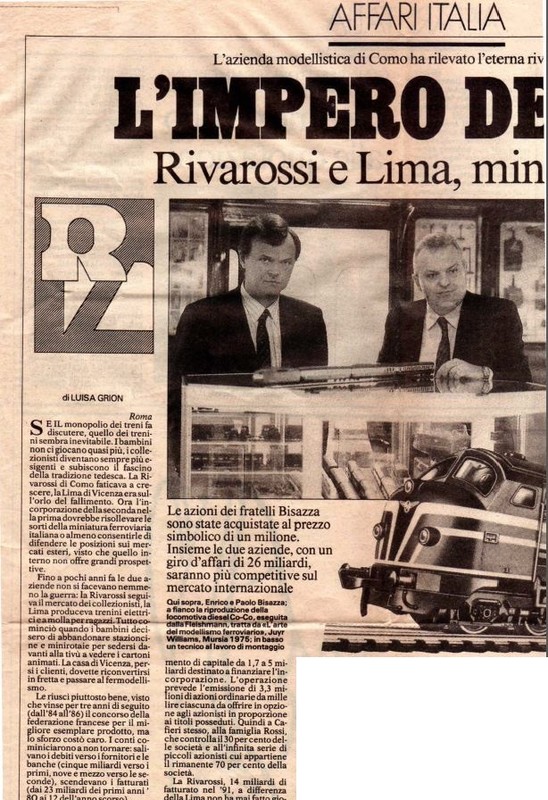 AFFARI ITALIA
L'azienda modellistica di Como ha rilevato l'eterna riv
L'IMPERO DE
Rivarossi e Lima, min
di LUISA GRION
Roma
SE IL monopolio dei treni fa
discutere, quello dei treni-
ni sembra inevitabile. I bambini
non ci giocano quasi più, i colle-
zionisti diventano sempre più e-
sigenti e subiscono il fascino
della tradizione tedesca. La Ri-
varossi di Como faticava a cre-
scere, la Lima di Vicenza era sul-
l'orlo del fallimento. Ora l'in-
corporazione della seconda nel-
la prima dovrebbe risollevare le
sorti della miniatura ferroviaria
italiana o almeno consentirle di
difendere le posizioni sui mer-
cati esteri, visto che quello in-
terno non offre grandi prospet-
tive.
Fino a pochi anni fa le due a-
ziende non si facevano nemme-
no la guerra: la Rivarossi segui-
va il mercato dei collezionisti, la
Lima produceva trenini elettri-
ci e a molla per ragazzi. Tutto co-
minciò quando i bambini deci-
sero di abbandonare stazionci-
ne e minirotaie per sedersi da-
vanti alla tivù a vedere i cartoni
animati. La casa di Vicenza, per-
si i clienti, dovette riconvertirsi
in fretta e passare al fermodelli-
smo.
Le riuscì piuttosto bene, visto
che vinse per tre anni di seguito
(dall'84 all'86) il concorso della
federazione francese per il mi-
gliore esemplare prodotto, ma
lo sforzo costò caro. I conti co-
minciarono a non tornare: sali-
vano i debiti verso i fornitori e le
banche (cinque miliardi verso i
primi, nove e mezzo verso le se-
conde), scendevano i fatturati
(dai 23 miliardi dei primi anni '
80 ai 12 dell'anno scorso).
Le azioni dei fratelli Bisazza
sono state acquistate al prezzo
simbolico di un milione.
Insieme le due aziende, con un
giro d'affari di 26 miliardi,
saranno più competitive sul
mercato internazionale
Qui sopra, Enrico e Paolo Bisazza;
a fianco la riproduzione della
locomotiva diesel Co-Co, eseguita
dalla Fleishmann, tratta da «L'arte
del modellismo ferroviario», Juyr
Williams, Mursia 1975; in basso
un tecnico al lavoro di montaggio
mento di capitale da 1,7 a 5 mi-
liardi destinato a finanziare l'in-
corporazione. L'operazione
prevede l'emissione di 3,3 mi-
lioni di azioni ordinarie da mille
lire ciascuna da offrire in opzio-
ne agli azionisti in proporzione
ai titoli posseduti. Quindi a Ca-
fieri stesso, alla famiglia Rossi,
che controlla il 30 per cento del-
le società e all'infinita serie di
piccoli azionisti cui appartiene
il rimanente 70 per cento della
società.
La Rivarossi, 14 miliardi di
fatturato nel '91, a differenza
della Lima non ha mai fatto gio-